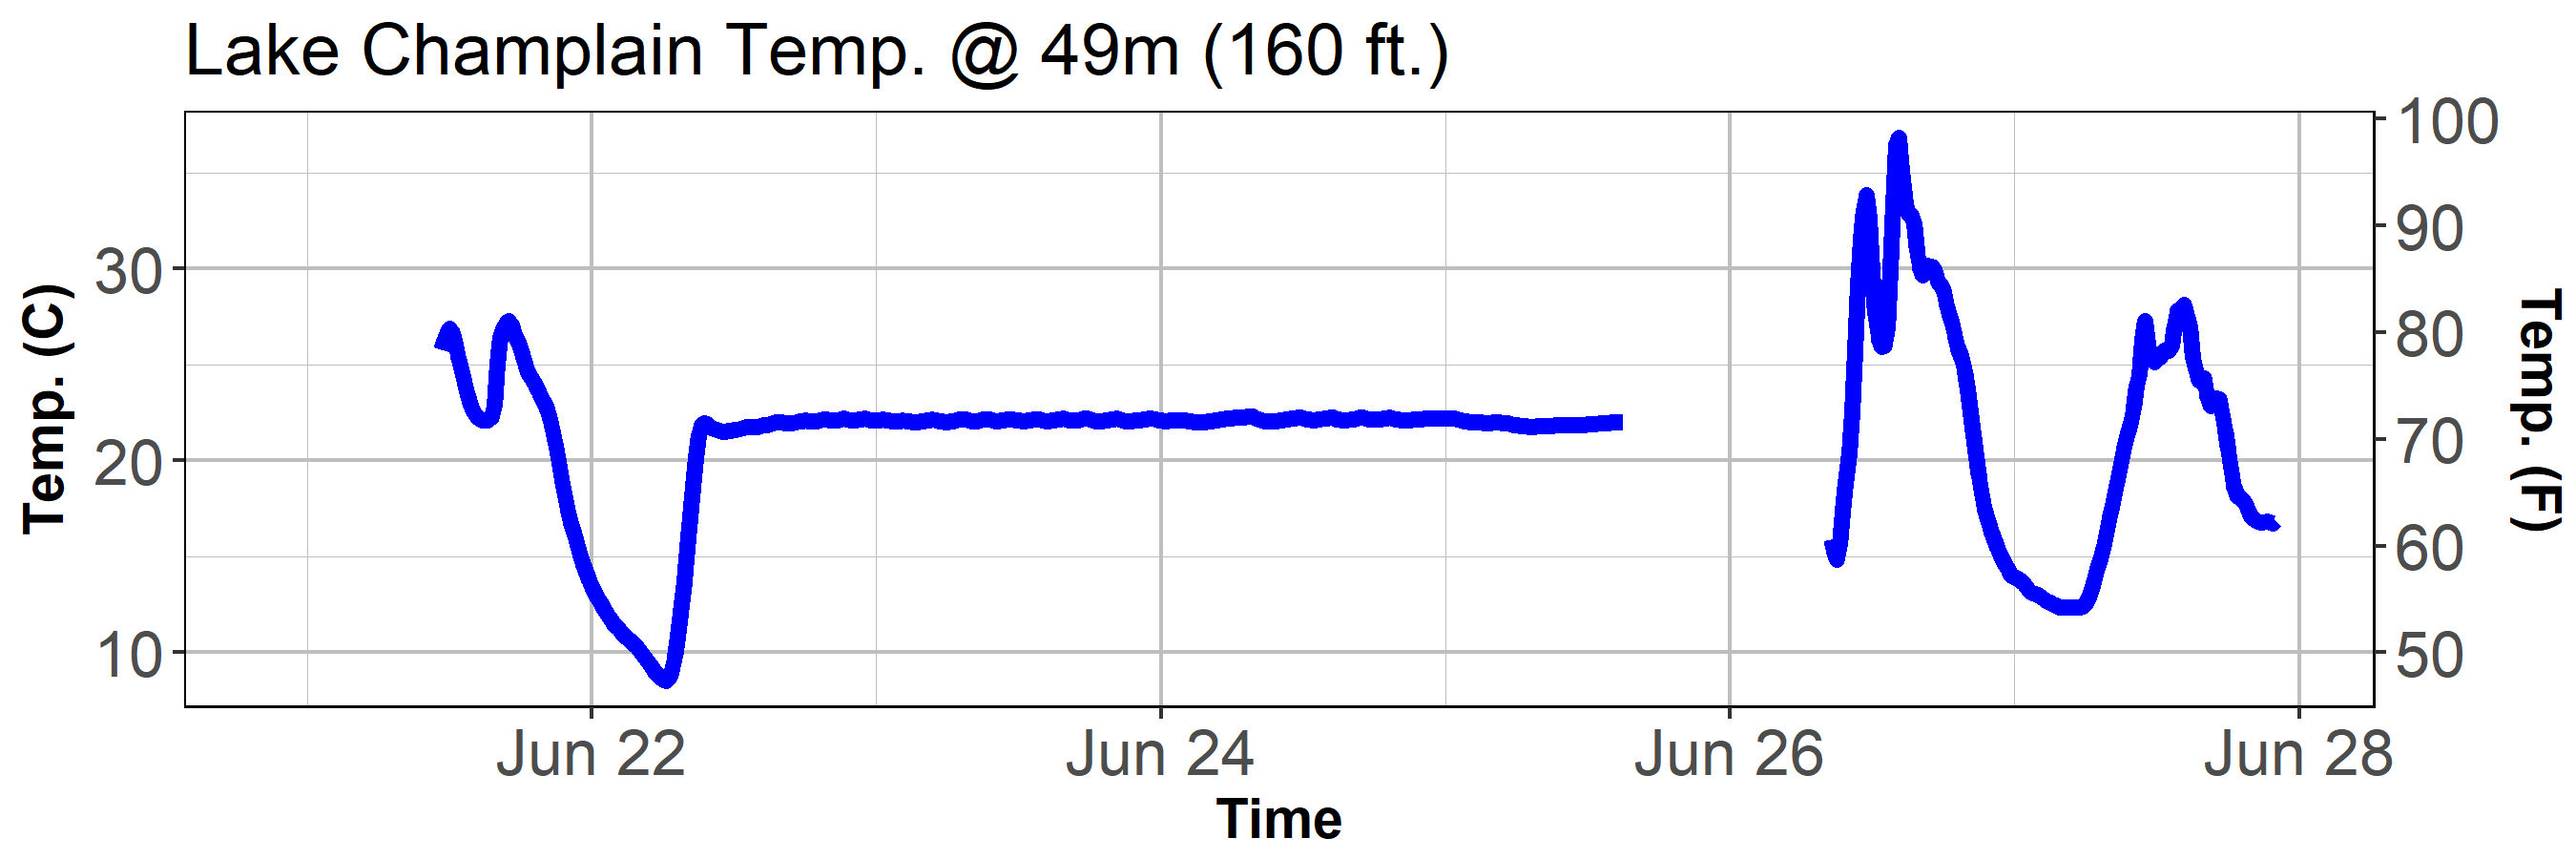 Lake Champlain Temp. @ 49m (160 ft.)
Temp. (C)
30
20
10
100
90
80
70
60
50
Temp. (F)
Jun 22 Jun 24 Jun 26 Jun 28
Time